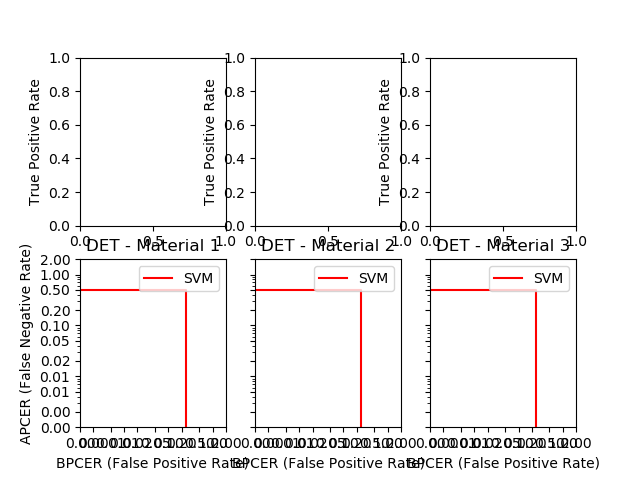 1.0
0.8
0.6
0.4
0.2
0.0
True Positive Rate
0.0
0.5
1.0
1.0
0.8
0.6
0.4
0.2
0.0
True Positive Rate
0.0
0.5
1.0
1.0
0.8
0.6
0.4
0.2
0.0
True Positive Rate
0.0
0.5
1.0
DET - Material 1
SVM
2.00
1.00
0.50
0.20
0.10
0.05
0.02
0.01
0.01
0.00
0.00
APCER (False Negative Rate)
BPCER (False Positive Rate)
DET - Material 2
SVM
BPCER (False Positive Rate)
DET - Material 3
SVM
BPCER (False Positive Rate)